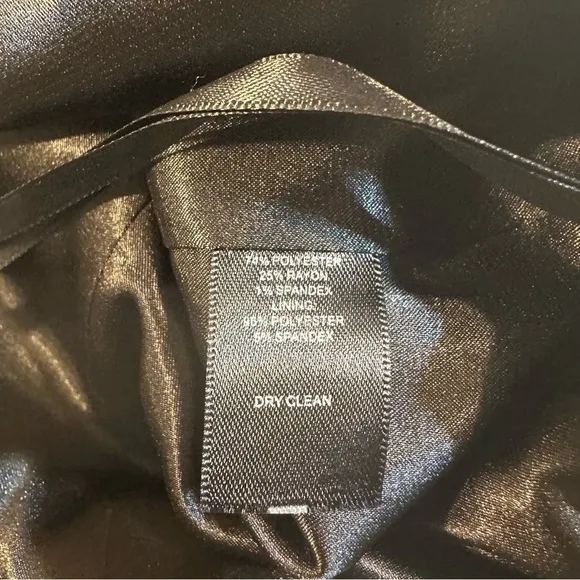 74% POLYESTER
25% RAYON
1% SPANDEX
LINING
95% POLYESTER
5% SPANDEX
DRY CLEAN